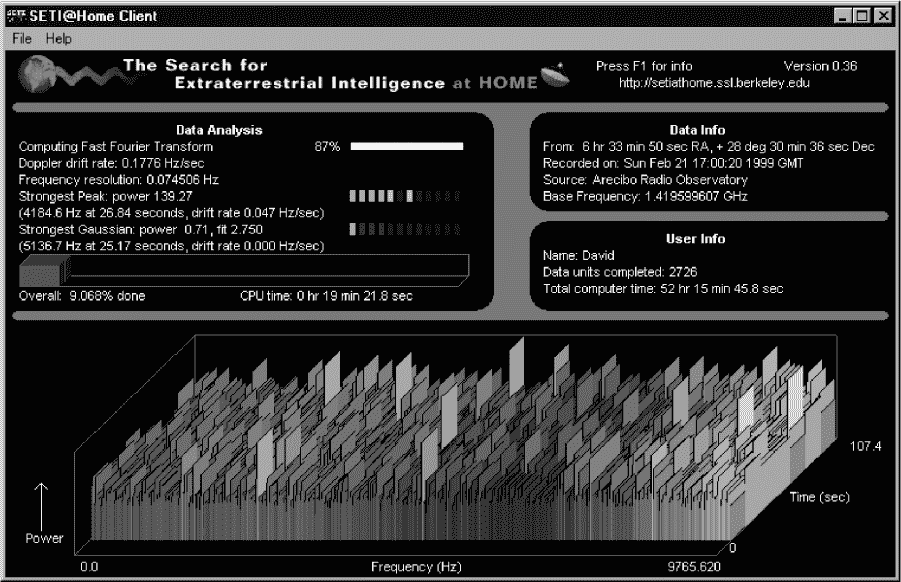 SETI@Home Client
File Help
The Search for
Extraterrestrial Intelligence at HOME
Press F1 for info Version 0.36
http://setiathome.ssl.berkeley.edu
Data Analysis
Computing Fast Fourier Transform 87%
Doppler drift rate: 0.1776 Hz/sec
Frequency resolution: 0.074506 Hz
Strongest Peak: power 139.27
(4184.6 Hz at 26.84 seconds, drift rate 0.047 Hz/sec)
Strongest Gaussian: power 0.71, fit 2.750
(5136.7 Hz at 25.17 seconds, drift rate 0.000 Hz/sec)
Overall: 9.068% done CPU time: 0 hr 19 min 21.8 sec
Data Info
From: 6 hr 33 min 50 sec RA, + 28 deg 30 min 36 sec Dec
Recorded on: Sun Feb 21 17:00:20 1999 GMT
Source: Arecibo Radio Observatory
Base Frequency: 1.419599607 GHz
User Info
Name: David
Data units completed: 2726
Total computer time: 52 hr 15 min 45.8 sec
107.4
Time (sec)
Power
0
0.0 Frequency (Hz) 9765.620